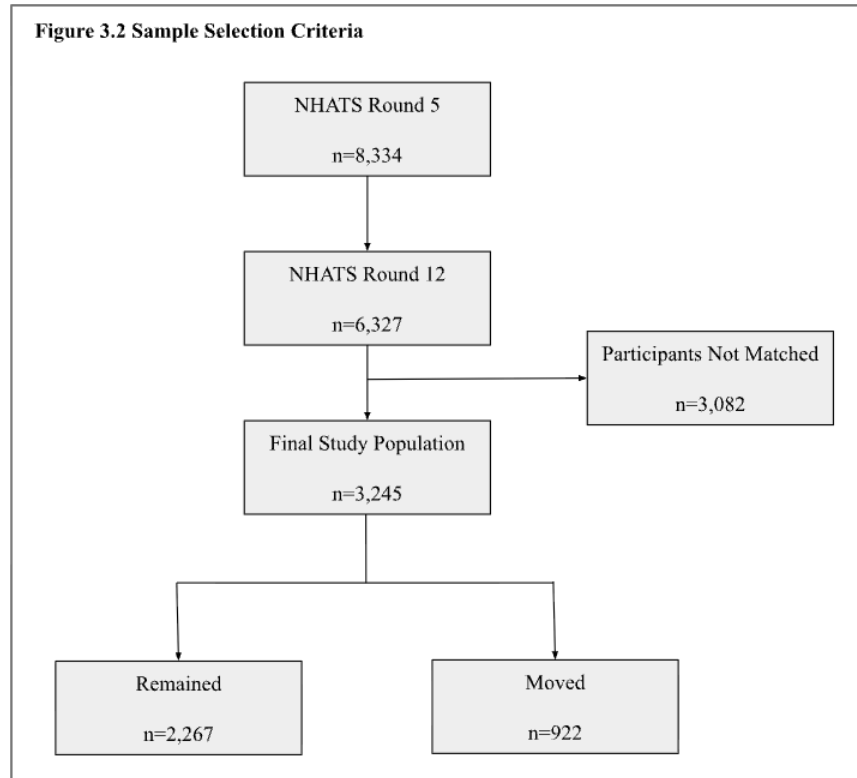 Figure 3.2 Sample Selection Criteria
NHATS Round 5
n=8,334
NHATS Round 12
n=6,327
Participants Not Matched
n=3,082
Final Study Population
n=3,245
Remained
n=2,267
Moved
n=922